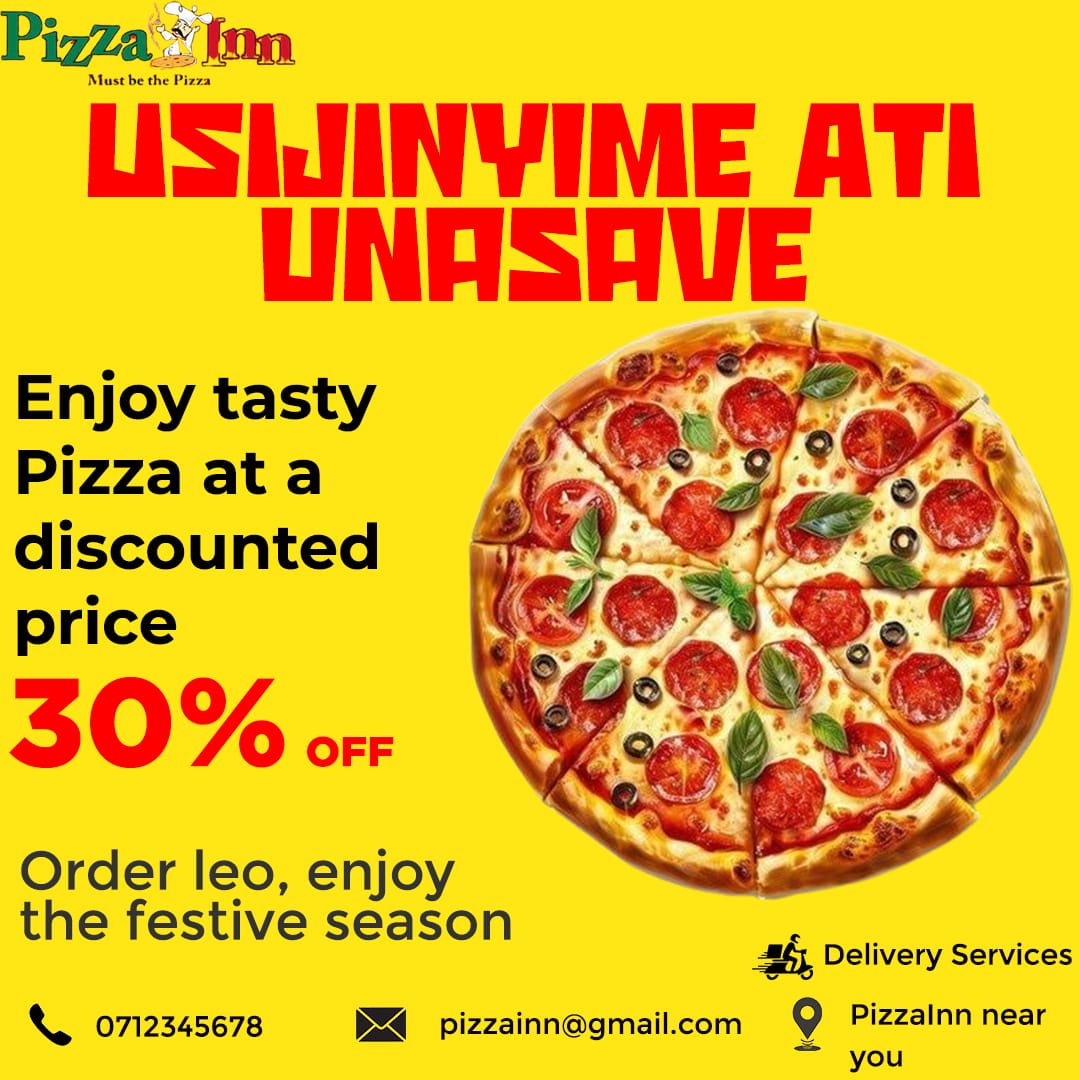 Pizza Inn
Must be the Pizza
USIJINYIME ATI
UNASAVE
Enjoy tasty
Pizza at a
discounted
price
30% OFF
Order leo, enjoy
the festive season
Delivery Services
0712345678
pizzainn@gmail.com
PizzaInn near
you